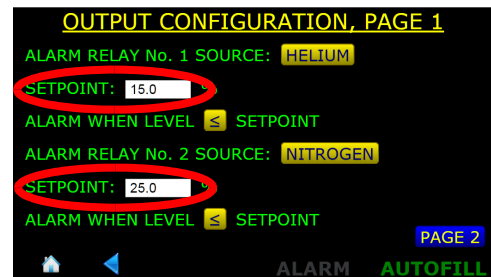 OUTPUT CONFIGURATION, PAGE 1
ALARM RELAY No. 1 SOURCE: HELIUM
SETPOINT: 15.0 %
ALARM WHEN LEVEL ≤ SETPOINT
ALARM RELAY No. 2 SOURCE: NITROGEN
SETPOINT: 25.0 %
ALARM WHEN LEVEL ≤ SETPOINT
PAGE 2
ALARM AUTOFILL